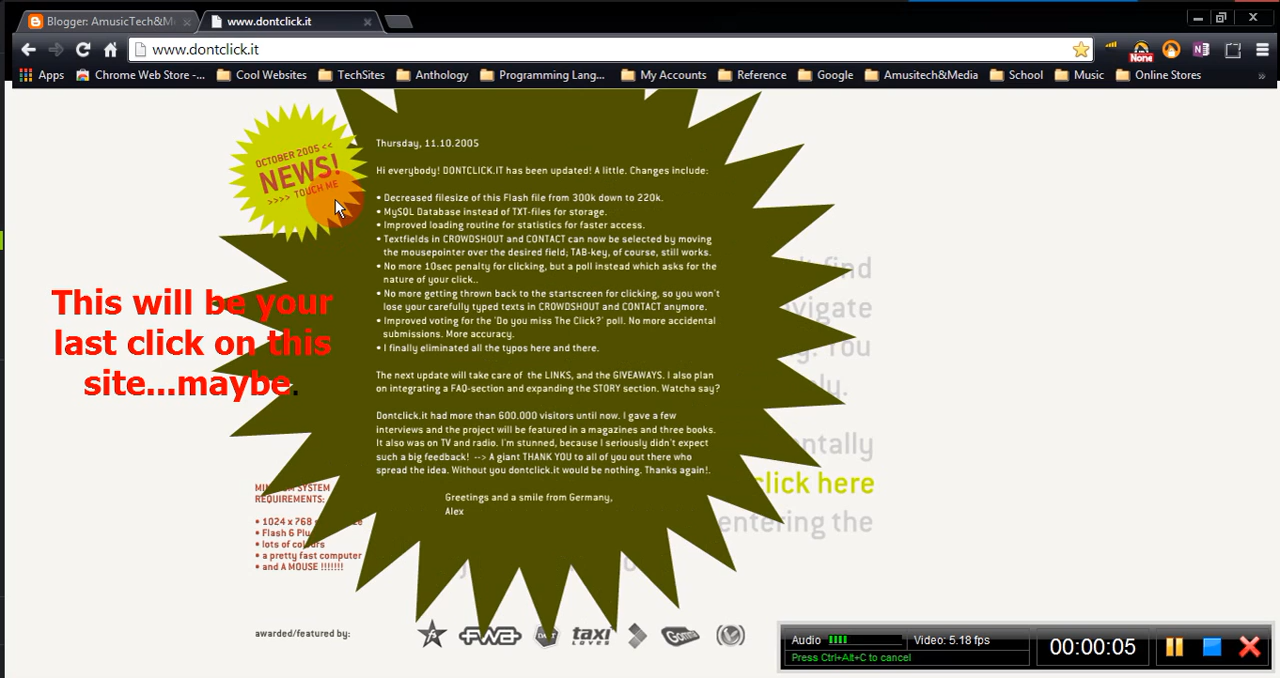 Blogger: AmusicTech&M
www.dontclick.it
www.dontclick.it
None
Apps Chrome Web Store -... Cool Websites TechSites Anthology Programming Lang... My Accounts Reference Google Amusitech&Media School Music Online Stores »
OCTOBER 2005 <<
NEWS!
>>>> TOUCH ME
Thursday, 11.10.2005
Hi everybody! DONTCLICK.IT has been updated! A little. Changes include:
• Decreased filesize of this Flash file from 300k down to 220k.
• MySQL Database instead of TXT-files for storage.
• Improved loading routine for statistics for faster access.
• Textfields in CROWDSHOUT and CONTACT can now be selected by moving
the mousepointer over the desired field; TAB-key, of course, still works.
• No more 10sec penalty for clicking, but a poll instead which asks for the
nature of your click..
• No more getting thrown back to the startscreen for clicking, so you won't
lose your carefully typed texts in CROWDSHOUT and CONTACT anymore.
• Improved voting for the 'Do you miss The Click?' poll. No more accidental
submissions. More accuracy.
• I finally eliminated all the typos here and there.
The next update will take care of the LINKS, and the GIVEAWAYS. I also plan
on integrating a FAQ-section and expanding the STORY section. Watcha say?
Dontclick.it had more than 600.000 visitors until now. I gave a few
interviews and the project will be featured in a magazines and three books.
It also was on TV and radio. I'm stunned, because I seriously didn't expect
such a big feedback! --> A giant THANK YOU to all of you out there who
spread the idea. Without you dontclick.it would be nothing. Thanks again!.
Greetings and a smile from Germany,
Alex
This will be your
last click on this
site...maybe.
find
You
click here
entering the
SYSTEM
REQUIREMENTS:
• 1024 x 768
• Flash 6
• lots of colours
• a pretty fast computer
• and A MOUSE !!!!!!!
awarded/featured by:
FWA
taxi
LOVES
Audio Video: 5.18 fps
Press Ctrl+Alt+C to cancel
00:00:05